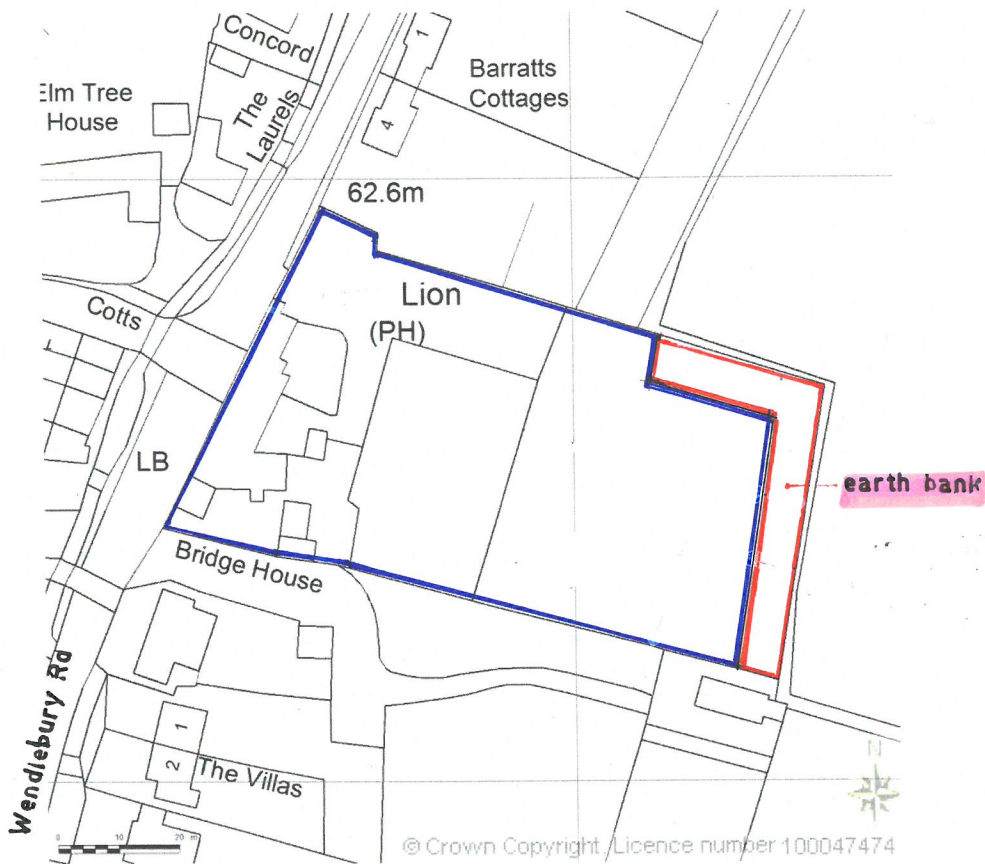 Concord
1
Barratts
Cottages
Elm Tree
House
The
Laurels
4
62.6m
Lion
(PH)
Cotts
LB
earth bank
Bridge House
Wendlebury Rd
1
2
The Villas
N
0 10 20 m
© Crown Copyright. Licence number 100047474